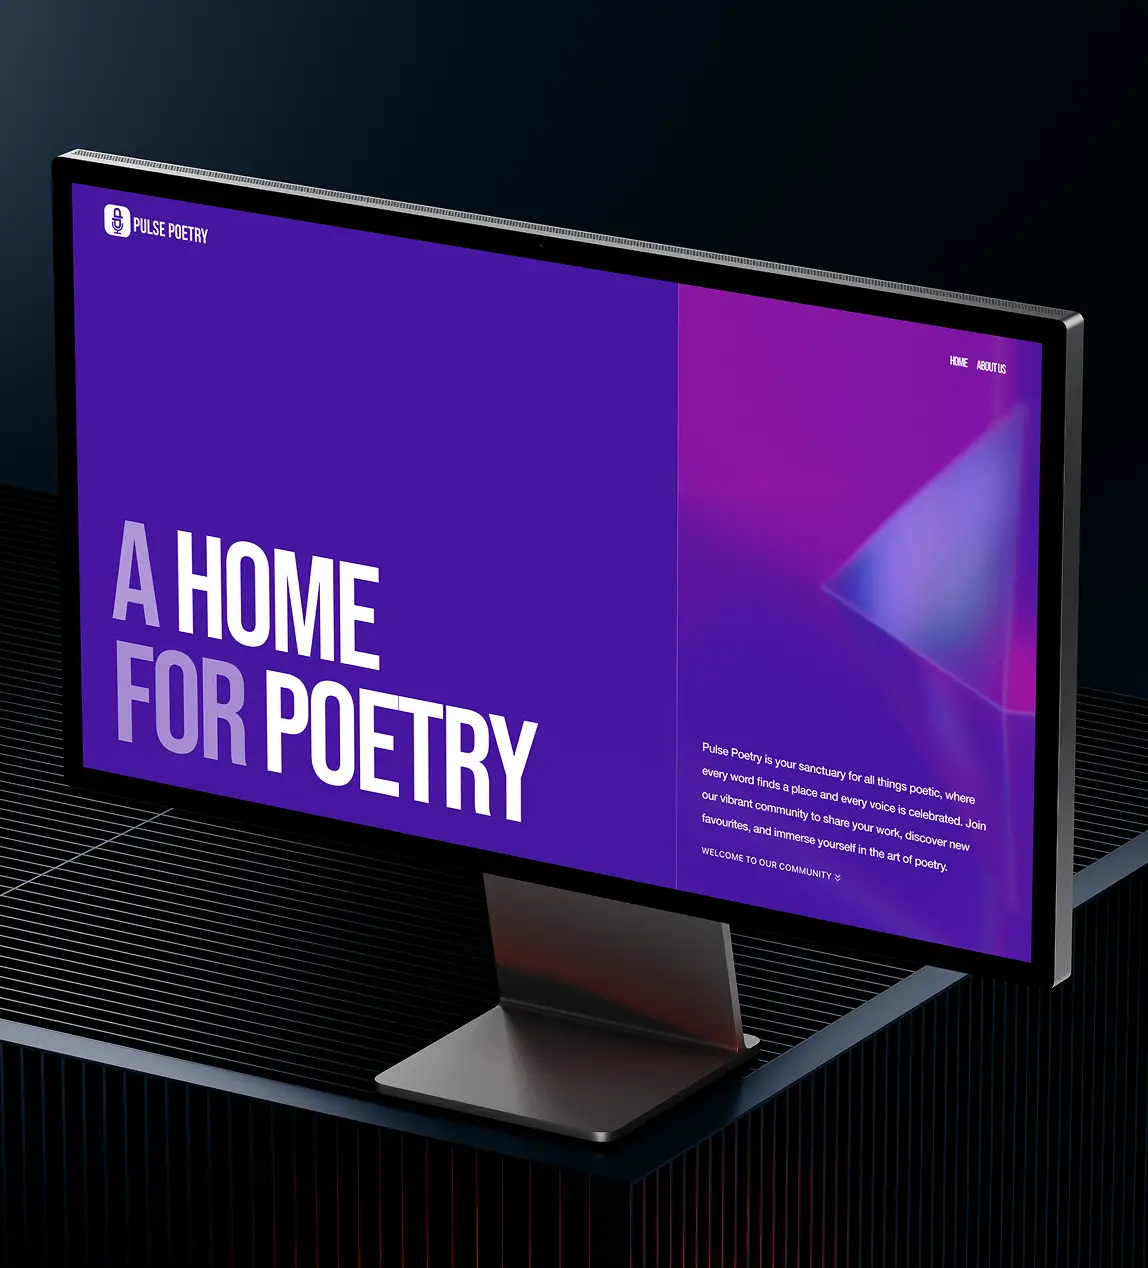 PULSE POETRY
HOME ABOUT US
A HOME
FOR POETRY
Pulse Poetry is your sanctuary for all things poetic, where
every word finds a place and every voice is celebrated. Join
our vibrant community to share your work, discover new
favourites, and immerse yourself in the art of poetry.
WELCOME TO OUR COMMUNITY